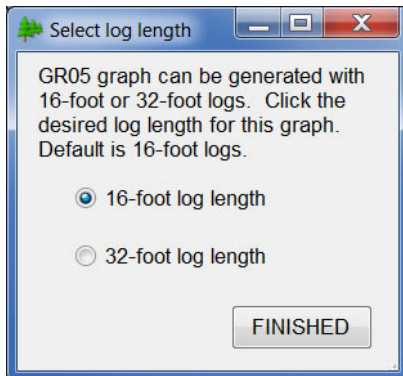 Select log length
GR05 graph can be generated with
16-foot or 32-foot logs.  Click the
desired log length for this graph.
Default is 16-foot logs.
16-foot log length
32-foot log length
FINISHED